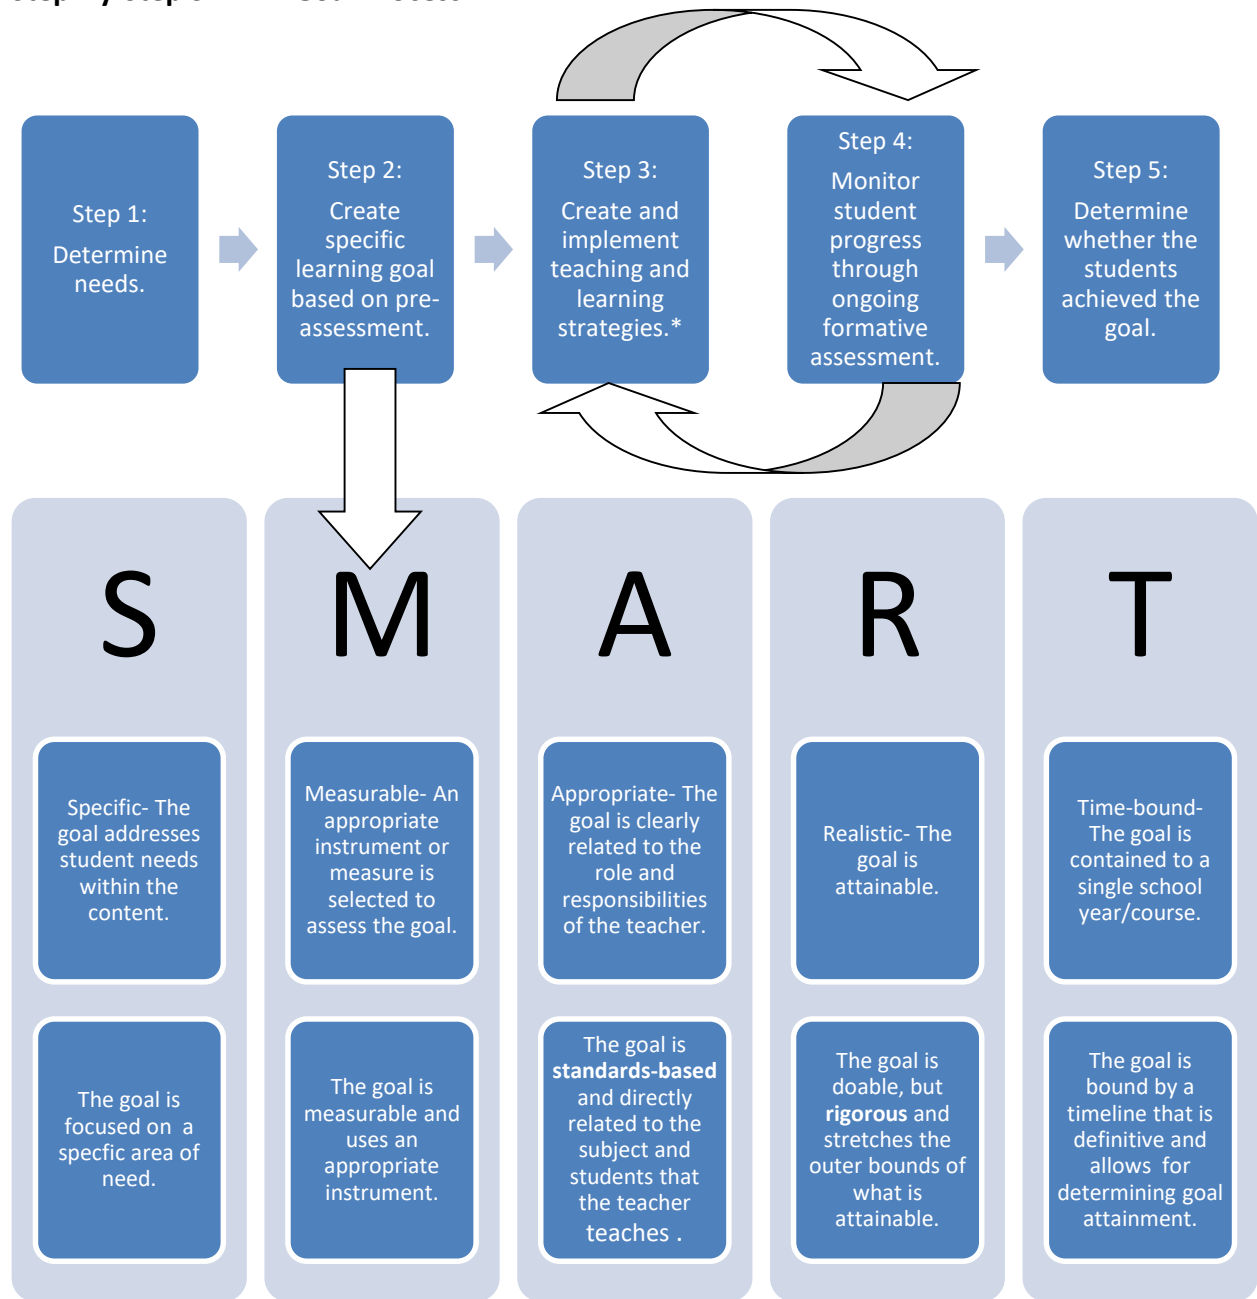 Step 1:
Determine
needs.
Step 2:
Create
specific
learning goal
based on pre-
assessment.
Step 3:
Create and
implement
teaching and
learning
strategies.*
Step 4:
Monitor
student
progress
through
ongoing
formative
assessment.
Step 5:
Determine
whether the
students
achieved the
goal.
S
M
A
R
T
Specific- The
goal addresses
student needs
within the
content.
Measurable- An
appropriate
instrument or
measure is
selected to
assess the goal.
Appropriate- The
goal is clearly
related to the
role and
responsibilities
of the teacher.
Realistic- The
goal is
attainable.
Time-bound-
The goal is
contained to a
single school
year/course.
The goal is
focused on a
specfic area of
need.
The goal is
measurable and
uses an
appropriate
instrument.
The goal is
standards-based
and directly
related to the
subject and
students that
the teacher
teaches .
The goal is
doable, but
rigorous and
stretches the
outer bounds of
what is
attainable.
The goal is
bound by a
timeline that is
definitive and
allows for
determining goal
attainment.